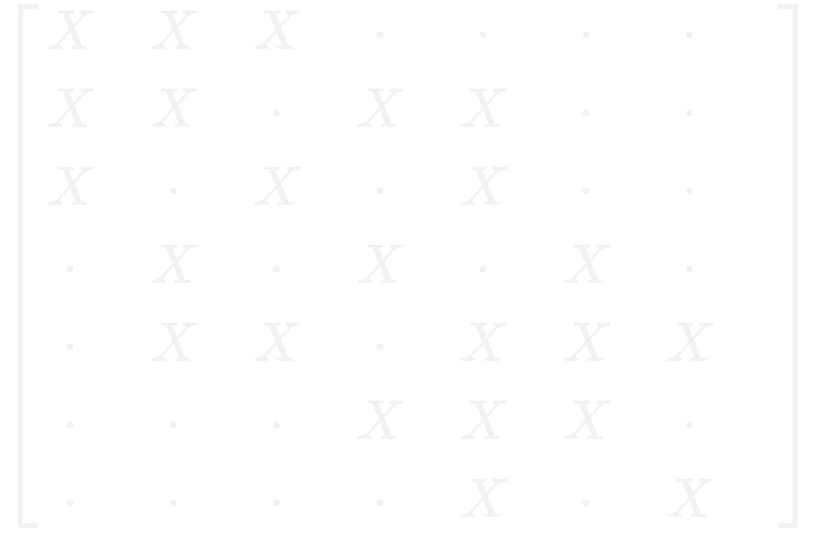 X X X · · · ·
X X · X X · ·
X · X · X · ·
· X · X · X ·
· X X · X X X
· · · X X X ·
· · · · X · X